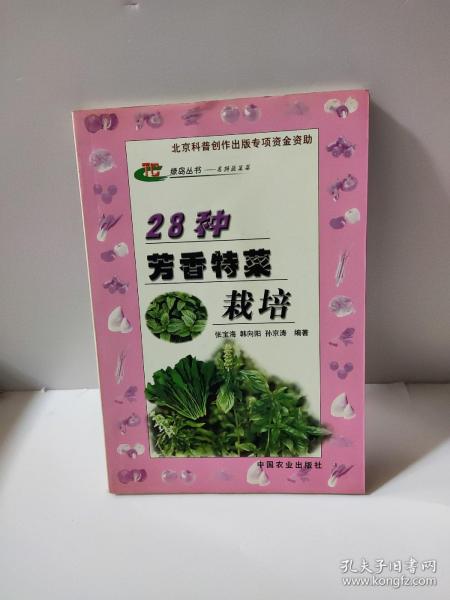 北京科普创作出版专项资金资助
绿岛丛书——名特蔬菜篇
28种
芳香特菜
栽培
张宝海 韩向阳 孙京涛 编著
中国农业出版社
孔夫子旧书网
www.kongfz.com